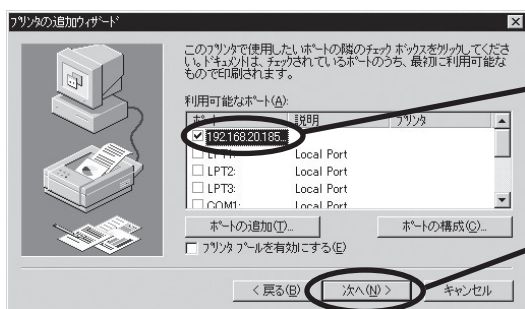 プリンタの追加ウィザード
このプリンタで使用したいポートの隣のチェック ボックスをクリックしてくださ
い。ドキュメントは、チェックされているポートのうち、最初に利用可能な
もので印刷されます。
利用可能なポート(A):
ポート 説明 プリンタ
192.168.20.185...
LPT1: Local Port
LPT2: Local Port
LPT3: Local Port
COM1: Local Port
ポートの追加(T)... ポートの構成(C)...
プリンタ プールを有効にする(E)
< 戻る(B) 次へ(N) > キャンセル